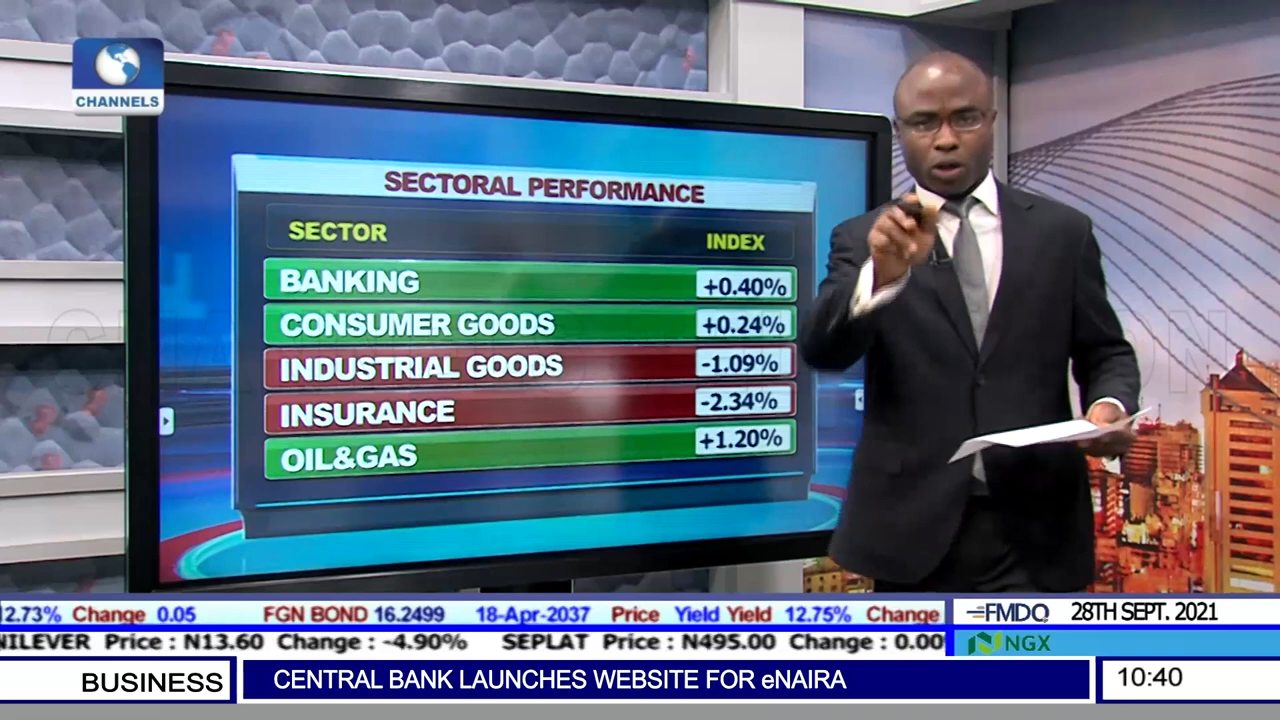 CHANNELS
SECTORAL PERFORMANCE
SECTOR INDEX
BANKING +0.40%
CONSUMER GOODS +0.24%
INDUSTRIAL GOODS -1.09%
INSURANCE -2.34%
OIL&GAS +1.20%
2.73% Change 0.05 FGN BOND 16.2499 18-Apr-2037 Price Yield Yield 12.75% Change
FMDQ 28TH SEPT. 2021
NILEVER Price : N13.60 Change : -4.90% SEPLAT Price : N495.00 Change : 0.00
NGX
BUSINESS CENTRAL BANK LAUNCHES WEBSITE FOR eNAIRA 10:40